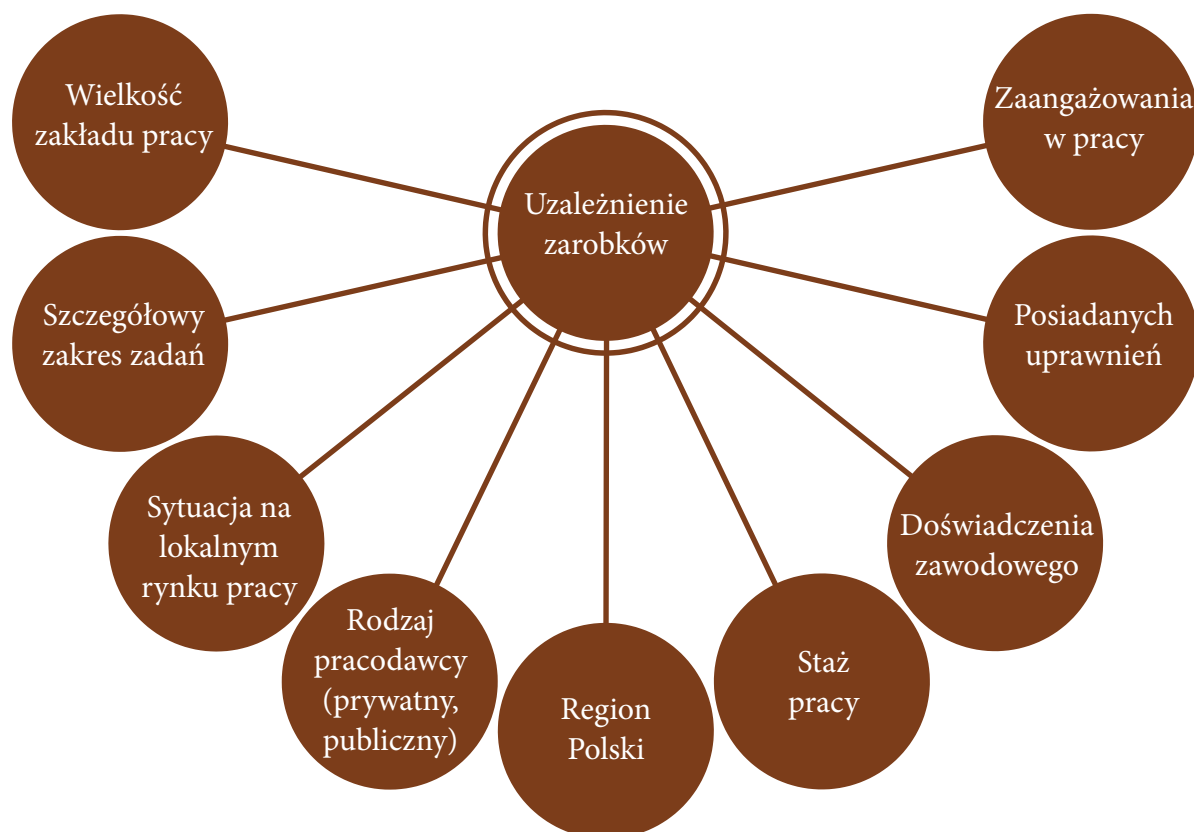 Wielkość
zakładu pracy
Zaangażowania
w pracy
Uzależnienie
zarobków
Szczegółowy
zakres zadań
Posiadanych
uprawnień
Sytuacja na
lokalnym
rynku pracy
Doświadczenia
zawodowego
Rodzaj
pracodawcy
(prywatny,
publiczny)
Staż
pracy
Region
Polski